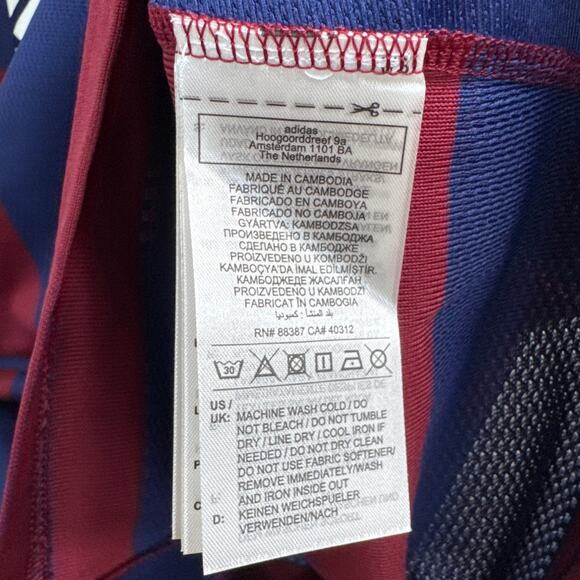 adidas
Hoogoorddreef 9a
Amsterdam 1101 BA
The Netherlands
MADE IN CAMBODIA
FABRIQUÉ AU CAMBODGE
FABRICADO EN CAMBOYA
FABRICADO NO CAMBOJA
GYÁRTVA: KAMBODZSA
ПРОИЗВЕДЕНО В КАМБОДЖА
СДЕЛАНО В КАМБОДЖЕ
PROIZVEDENO U KOMBODŽI
KAMBOÇYA'DA İMAL EDİLMİŞTİR.
КАМБОДЖЕДЕ ЖАСАЛҒАН
PROIZVEDENO U KAMBODŽI
FABRICAT ÎN CAMBOGIA
بلد المنشأ : كمبوديا
RN# 88387 CA# 40312
30
US / UK: MACHINE WASH COLD / DO
NOT BLEACH / DO NOT TUMBLE
DRY / LINE DRY / COOL IRON IF
NEEDED / DO NOT DRY CLEAN
DO NOT USE FABRIC SOFTENER/
REMOVE IMMEDIATELY/WASH
AND IRON INSIDE OUT
D: KEINEN WEICHSPUELER
VERWENDEN/NACH